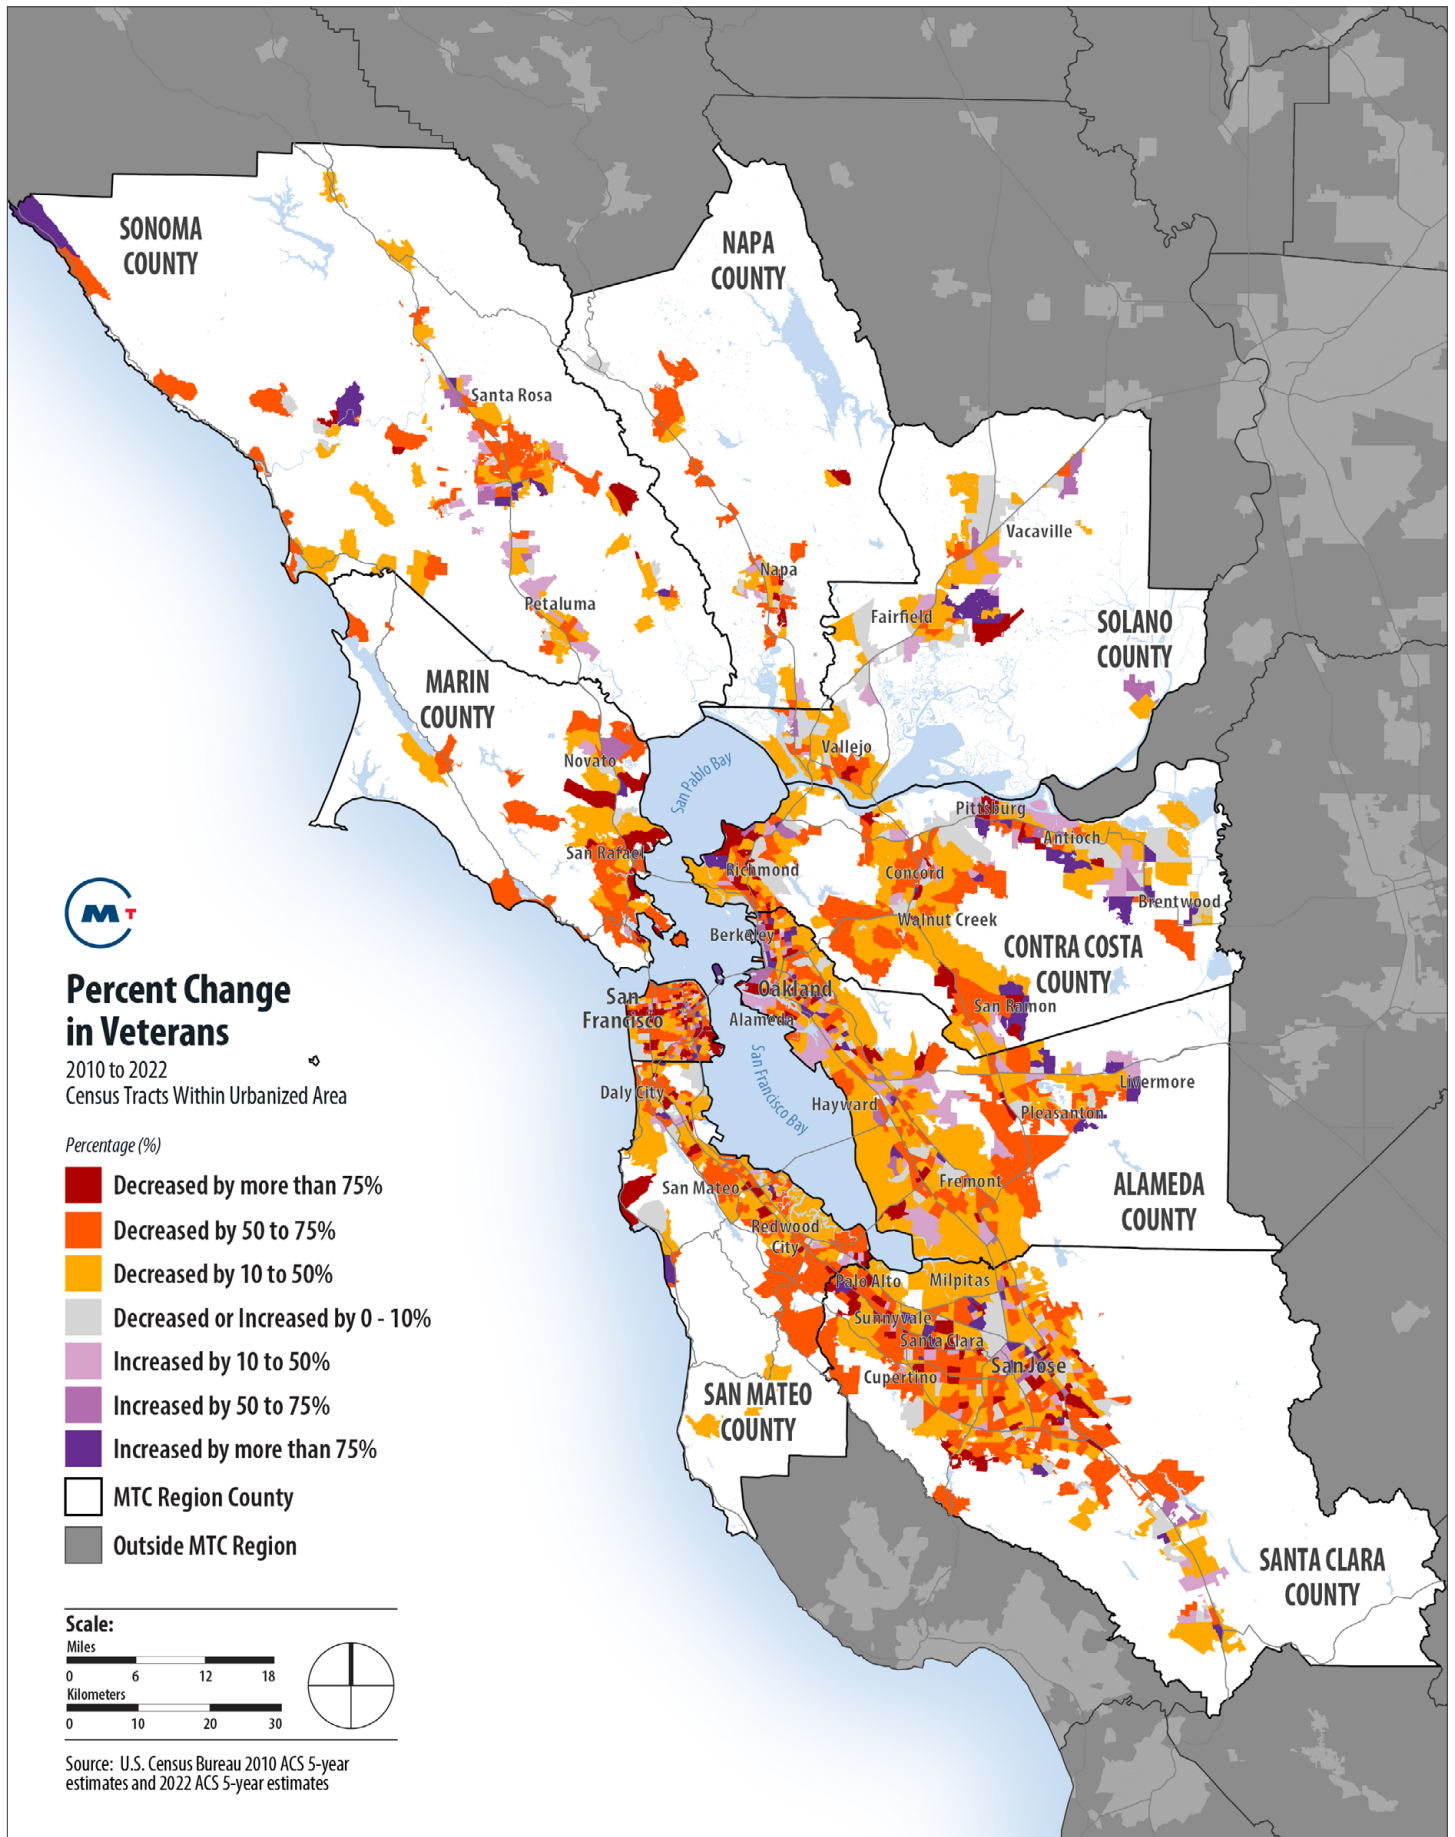 SONOMA
COUNTY
NAPA
COUNTY
Santa Rosa
Vacaville
Napa
Petaluma
Fairfield
SOLANO
COUNTY
MARIN
COUNTY
Novato
Vallejo
San Pablo Bay
Pittsburg
Antioch
San Rafael
Richmond
Concord
Brentwood
Walnut Creek
Berkeley
CONTRA COSTA
COUNTY
Oakland
San
Francisco
San Ramon
Alameda
San Francisco Bay
Daly City
Hayward
Livermore
Pleasanton
San Mateo
Fremont
ALAMEDA
COUNTY
Redwood
City
Palo Alto
Milpitas
Sunnyvale
Santa Clara
San Jose
Cupertino
SAN MATEO
COUNTY
SANTA CLARA
COUNTY
M T
Percent Change
in Veterans
2010 to 2022
Census Tracts Within Urbanized Area
Percentage (%)
Decreased by more than 75%
Decreased by 50 to 75%
Decreased by 10 to 50%
Decreased or Increased by 0 - 10%
Increased by 10 to 50%
Increased by 50 to 75%
Increased by more than 75%
MTC Region County
Outside MTC Region
Scale:
Miles
0 6 12 18
Kilometers
0 10 20 30
Source: U.S. Census Bureau 2010 ACS 5-year
estimates and 2022 ACS 5-year estimates